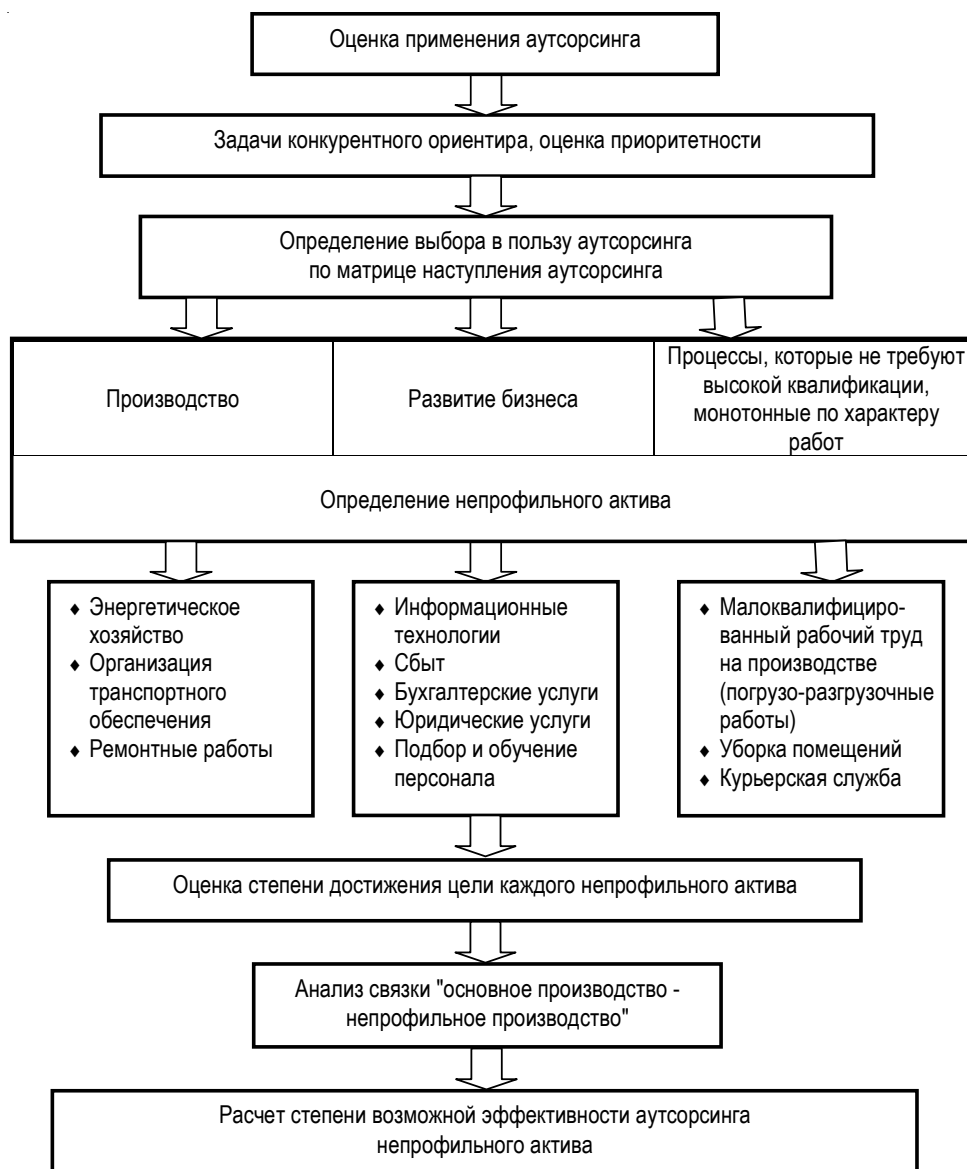 Оценка применения аутсорсинга
Задачи конкурентного ориентира, оценка приоритетности
Определение выбора в пользу аутсорсинга
по матрице наступления аутсорсинга
Производство
Развитие бизнеса
Процессы, которые не требуют
высокой квалификации,
монотонные по характеру
работ
Определение непрофильного актива
♦ Энергетическое
хозяйство
♦ Организация
транспортного
обеспечения
♦ Ремонтные работы
♦ Информационные
технологии
♦ Сбыт
♦ Бухгалтерские услуги
♦ Юридические услуги
♦ Подбор и обучение
персонала
♦ Малоквалифициро-
ванный рабочий труд
на производстве
(погрузо-разгрузочные
работы)
♦ Уборка помещений
♦ Курьерская служба
Оценка степени достижения цели каждого непрофильного актива
Анализ связки "основное производство -
непрофильное производство"
Расчет степени возможной эффективности аутсорсинга
непрофильного актива